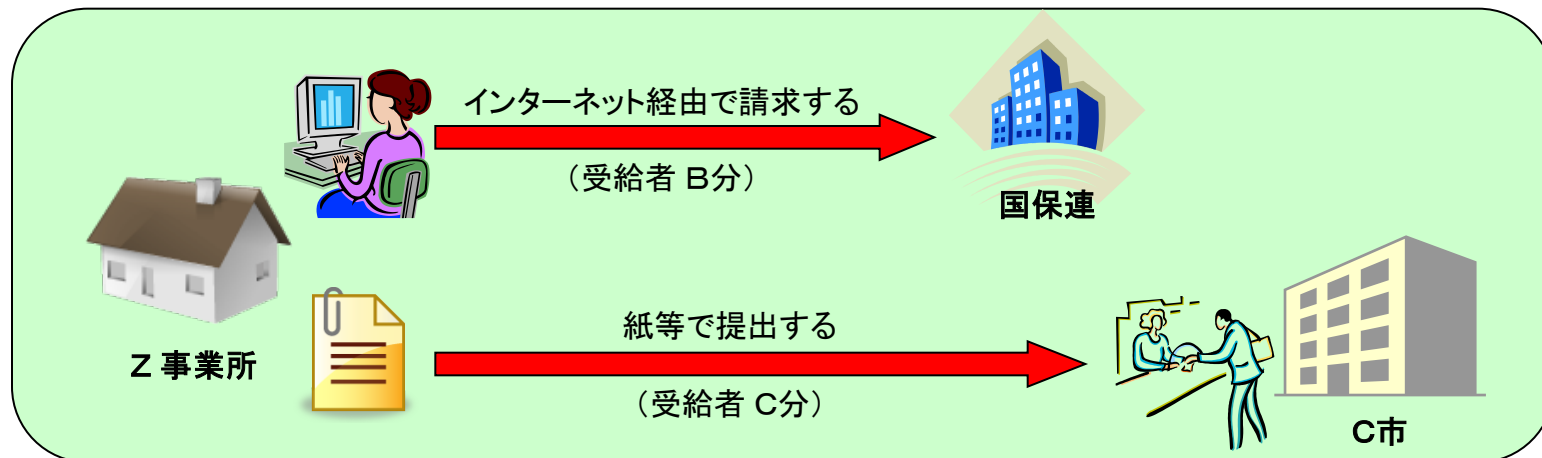 インターネット経由で請求する
（受給者 B分）
国保連
Z 事業所
紙等で提出する
（受給者 C分）
C市